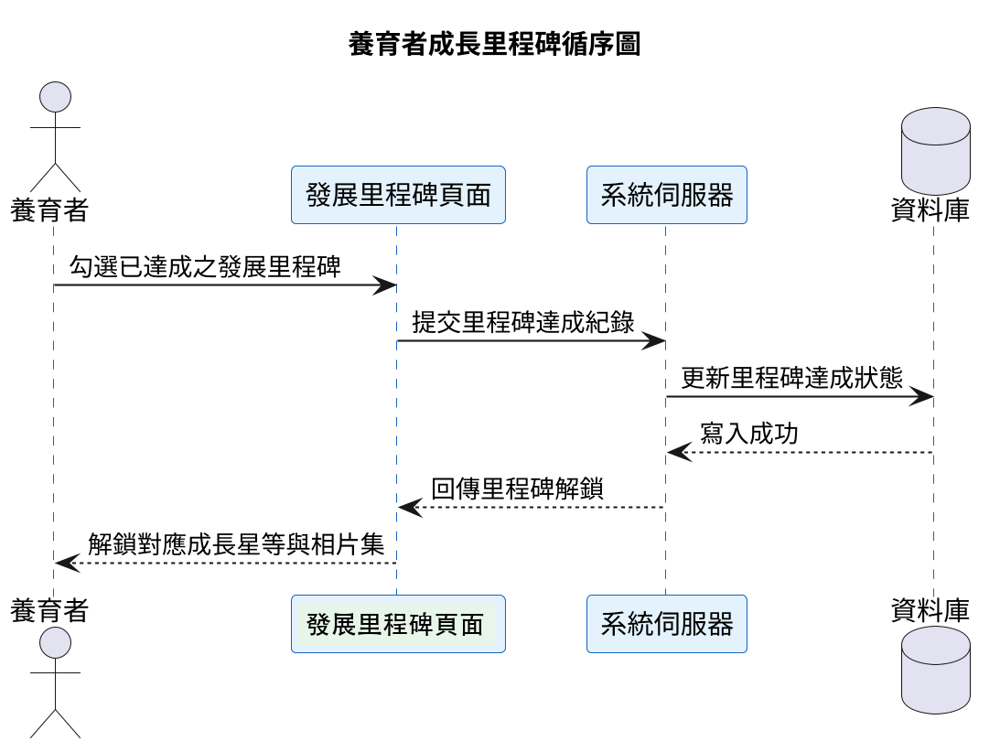 養育者成長里程碑循序圖
養育者
發展里程碑頁面
系統伺服器
資料庫
勾選已達成之發展里程碑
提交里程碑達成紀錄
更新里程碑達成狀態
寫入成功
回傳里程碑解鎖
解鎖對應成長星等與相片集
養育者
發展里程碑頁面
系統伺服器
資料庫